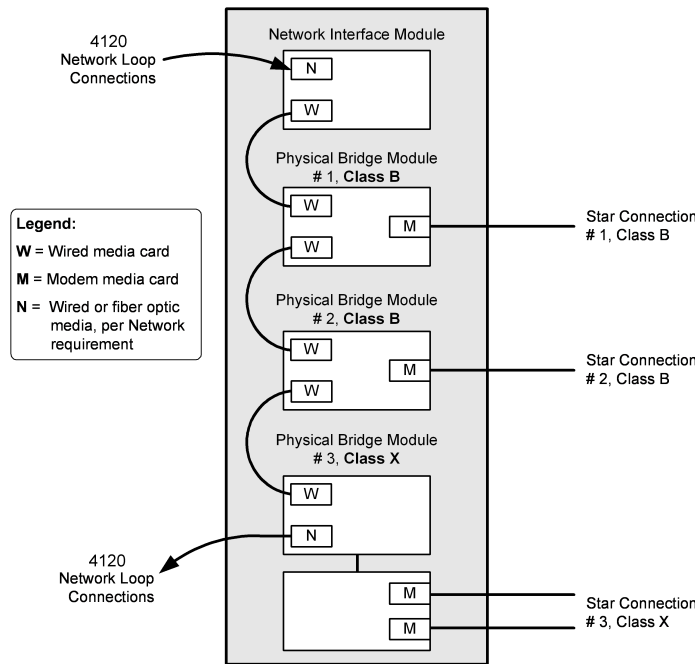 4120
Network Loop
Connections
Network Interface Module
N
W
Physical Bridge Module
# 1, Class B
W
M
W
Star Connection
# 1, Class B
Legend:
W = Wired media card
M = Modem media card
N = Wired or fiber optic
media, per Network
requirement
Physical Bridge Module
# 2, Class B
W
M
W
Star Connection
# 2, Class B
Physical Bridge Module
# 3, Class X
W
N
4120
Network Loop
Connections
M
M
Star Connection
# 3, Class X